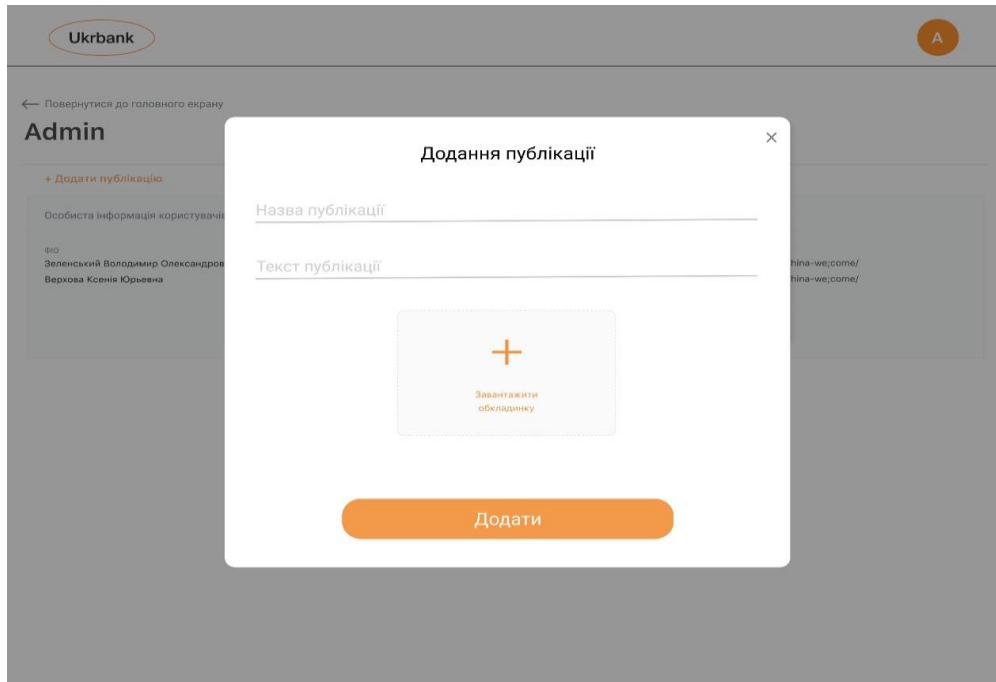 Ukrbank
A
Повернутися до головного екрану
Admin
+ Додати публікацію
Особиста інформація користувачів
ФІО
Зеленський Володимир Олександров
Верхова Ксенія Юрьевна
hina-we;come/
hina-we;come/
Додання публікації
Назва публікації
Текст публікації
Завантажити
обкладинку
Додати